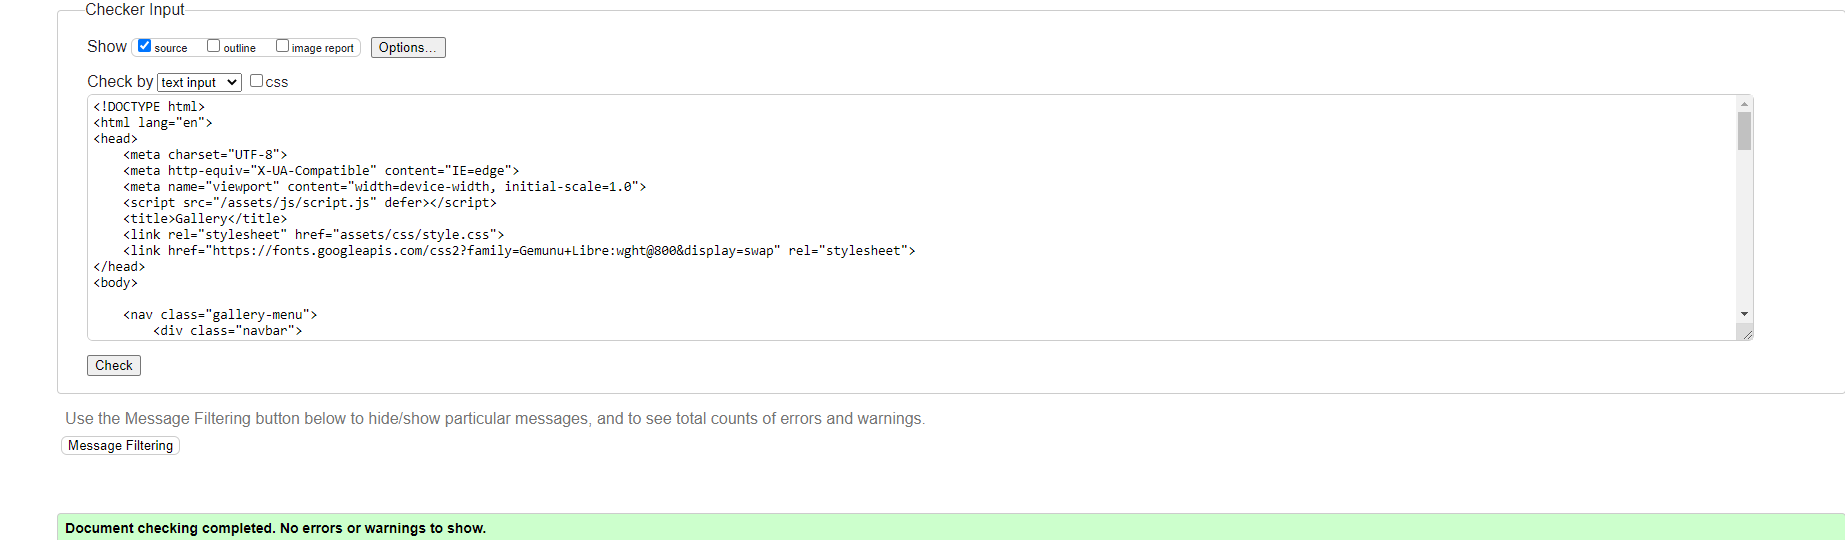 Checker Input
Show source outline image report Options...
Check by text input css
<!DOCTYPE html>
<html lang="en">
<head>
    <meta charset="UTF-8">
    <meta http-equiv="X-UA-Compatible" content="IE=edge">
    <meta name="viewport" content="width=device-width, initial-scale=1.0">
    <script src="/assets/js/script.js" defer></script>
    <title>Gallery</title>
    <link rel="stylesheet" href="assets/css/style.css">
    <link href="https://fonts.googleapis.com/css2?family=Gemunu+Libre:wght@800&display=swap" rel="stylesheet">
</head>
<body>
    <nav class="gallery-menu">
        <div class="navbar">
Check
Use the Message Filtering button below to hide/show particular messages, and to see total counts of errors and warnings.
Message Filtering
Document checking completed. No errors or warnings to show.